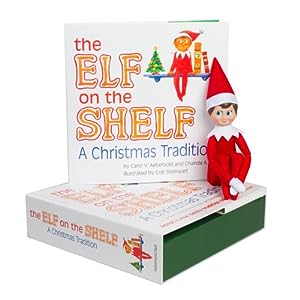 the
ELF
on the
SHELF
A Christmas Tradition
by Carol V. Aebersold and Chanda A.
illustrated by Coë Steinwart
the ELF on the SHELF
A Christmas Tradition